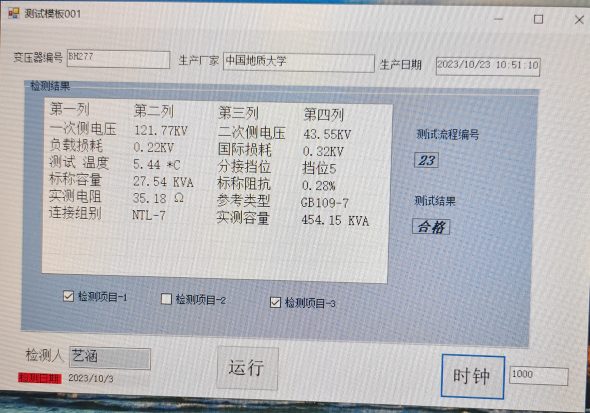 测试模板001
变压器编号 BH277 生产厂家 中国地质大学 生产日期 2023/10/23 10:51:10
检测结果
第一列 第二列 第三列 第四列
一次侧电压 121.77KV 二次侧电压 43.55KV
负载损耗 0.22KV 国际损耗 0.32KV
测试 温度 5.44 *C 分接挡位 挡位5
标称容量 27.54 KVA 标称阻抗 0.28%
实测电阻 35.18 Ω 参考类型 GB109-7
连接组别 NTL-7 实测容量 454.15 KVA
测试流程编号
23
测试结果
合格
检测项目-1 检测项目-2 检测项目-3
检测人 艺涵 运行 时钟 1000
检测日期 2023/10/3